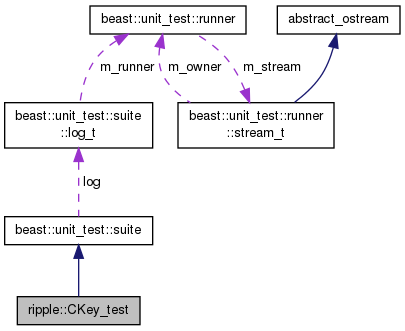 beast::unit_test::runner
abstract_ostream
m_runner
m_owner
m_stream
beast::unit_test::suite
::log_t
beast::unit_test::runner
::stream_t
log
beast::unit_test::suite
ripple::CKey_test